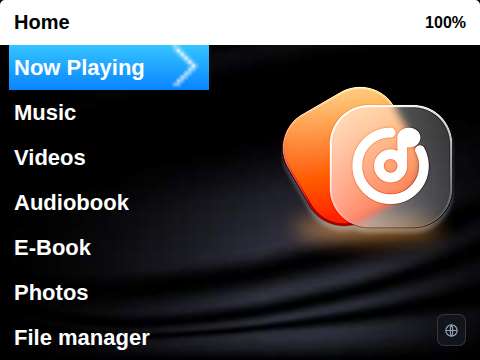 Home
100%
Now Playing
Music
Videos
Audiobook
E-Book
Photos
File manager